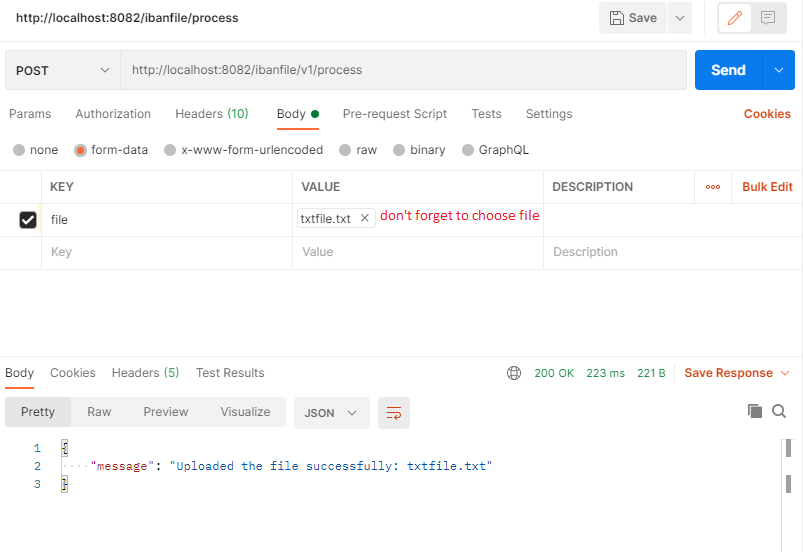 http://localhost:8082/ibanfile/process
Save
POST
http://localhost:8082/ibanfile/v1/process
Send
Params Authorization Headers (10) Body Pre-request Script Tests Settings Cookies
none form-data x-www-form-urlencoded raw binary GraphQL
KEY VALUE DESCRIPTION ooo Bulk Edit
file txtfile.txt × don't forget to choose file
Key Value Description
Body Cookies Headers (5) Test Results 200 OK 223 ms 221 B Save Response
Pretty Raw Preview Visualize JSON
1 {
2 "message": "Uploaded the file successfully: txtfile.txt"
3 }